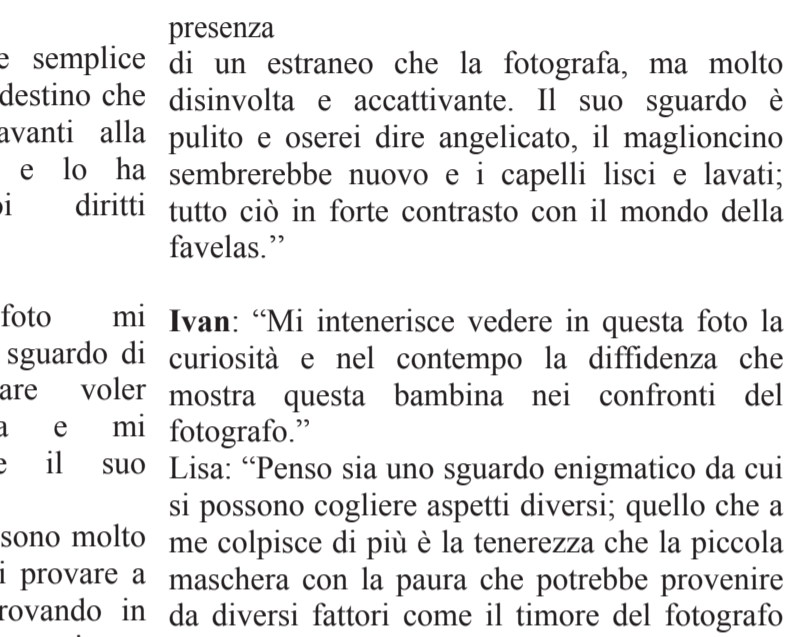 semplice
destino che
avanti alla
e lo ha
diritti
foto mi
sguardo di
voler
e mi
il suo
sono molto
provare a
in
presenza
di un estraneo che la fotografa, ma molto
disinvolta e accattivante. Il suo sguardo è
pulito e oserei dire angelicato, il maglioncino
sembrerebbe nuovo e i capelli lisci e lavati;
tutto ciò in forte contrasto con il mondo della
favelas.”
Ivan: “Mi intenerisce vedere in questa foto la
curiosità e nel contempo la diffidenza che
mostra questa bambina nei confronti del
fotografo.”
Lisa: “Penso sia uno sguardo enigmatico da cui
si possono cogliere aspetti diversi; quello che a
me colpisce di più è la tenerezza che la piccola
maschera con la paura che potrebbe provenire
da diversi fattori come il timore del fotografo